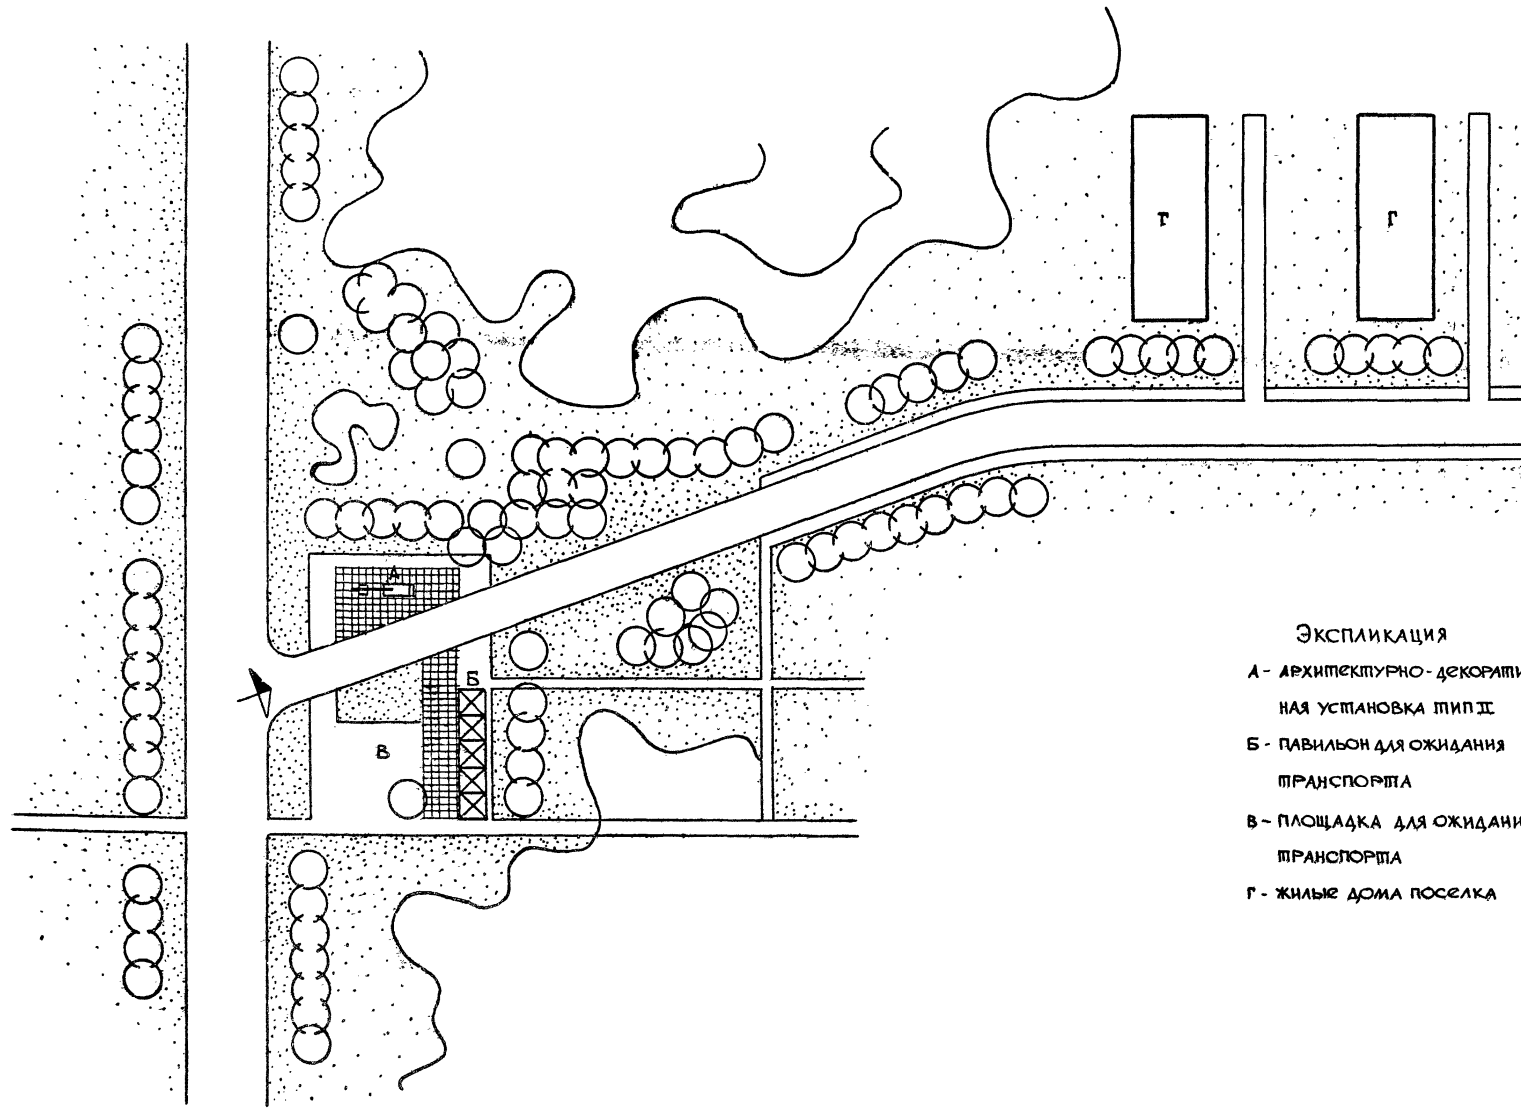 Г
Г
А
Б
В
Экспликация
А - АРХИТЕКТУРНО-ДЕКОРАТИ
НАЯ УСТАНОВКА ТИП II
Б - ПАВИЛЬОН ДЛЯ ОЖИДАНИЯ
ТРАНСПОРТА
В - ПЛОЩАДКА ДЛЯ ОЖИДАНИ
ТРАНСПОРТА
Г - ЖИЛЫЕ ДОМА ПОСЕЛКА